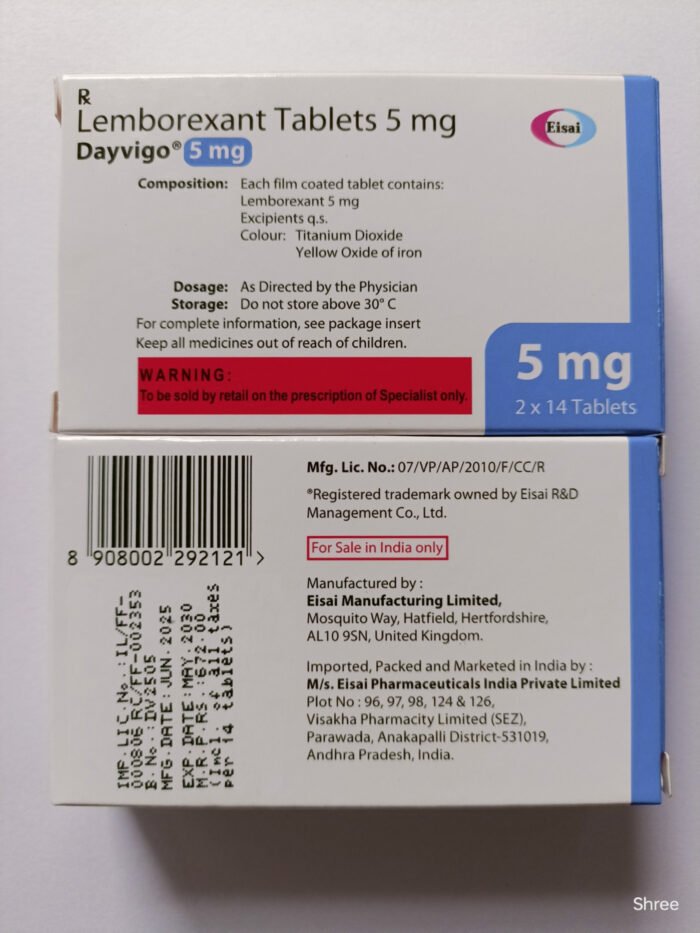 Rx
Lemborexant Tablets 5 mg
Dayvigo® 5 mg
Eisai
Composition: Each film coated tablet contains:
Lemborexant 5 mg
Excipients q.s.
Colour: Titanium Dioxide
Yellow Oxide of iron
Dosage: As Directed by the Physician
Storage: Do not store above 30° C
For complete information, see package insert
Keep all medicines out of reach of children.
WARNING:
To be sold by retail on the prescription of Specialist only.
5 mg
2 x 14 Tablets
8 908002 292121 >
IMP.LIC.No.:IL/FF-
000806 RC/FF-002353
B.No.:DV2505
MFG.DATE:JUN.2025
EXP.DATE:MAY.2030
M.R.P.RS.:672.00
(Incl. of all taxes
per 14 tablets)
Mfg. Lic. No.: 07/VP/AP/2010/F/CC/R
®Registered trademark owned by Eisai R&D
Management Co., Ltd.
For Sale in India only
Manufactured by :
Eisai Manufacturing Limited,
Mosquito Way, Hatfield, Hertfordshire,
AL10 9SN, United Kingdom.
Imported, Packed and Marketed in India by :
M/s. Eisai Pharmaceuticals India Private Limited
Plot No : 96, 97, 98, 124 & 126,
Visakha Pharmacity Limited (SEZ),
Parawada, Anakapalli District-531019,
Andhra Pradesh, India.
Shree